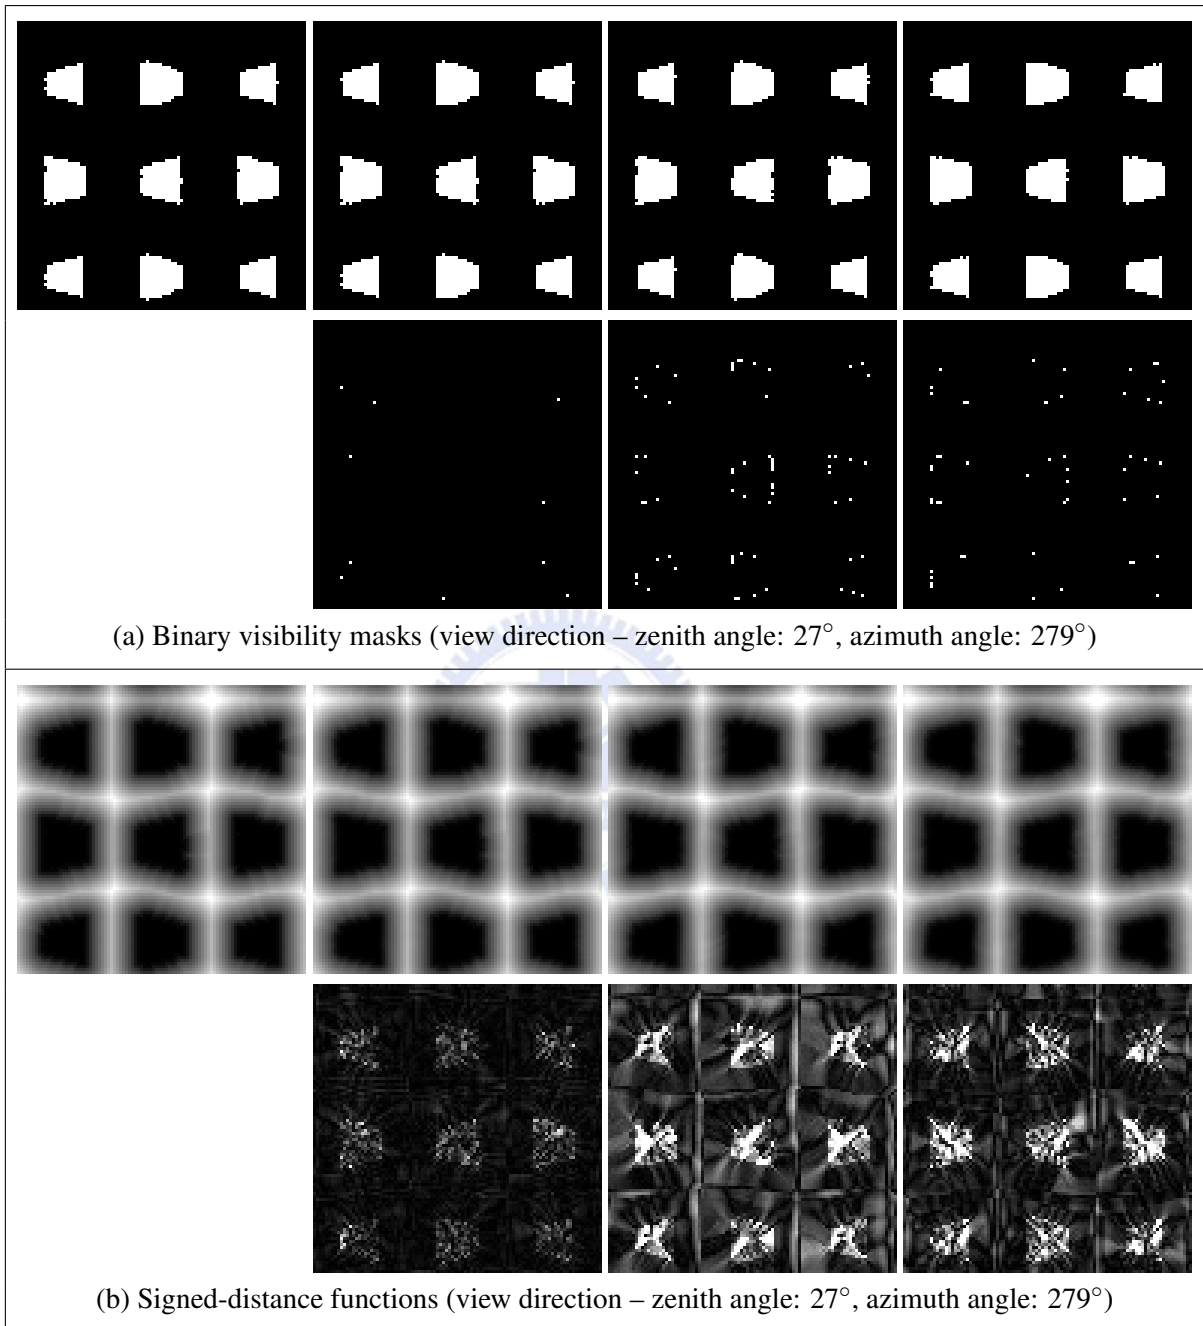 (a) Binary visibility masks (view direction – zenith angle: 27°, azimuth angle: 279°)
(b) Signed-distance functions (view direction – zenith angle: 27°, azimuth angle: 279°)